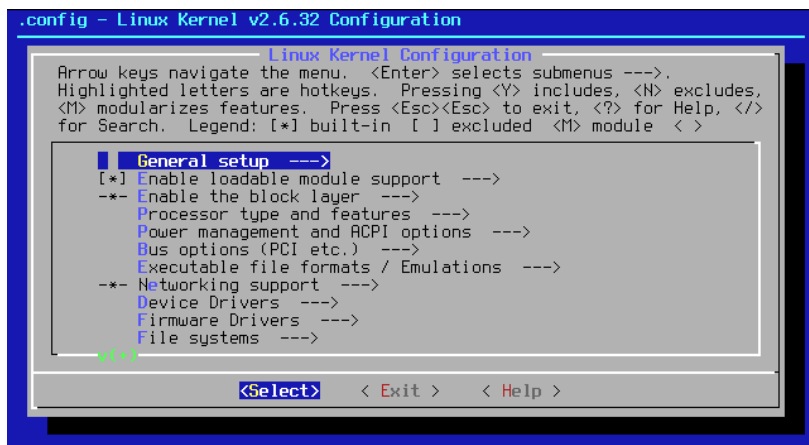 .config - Linux Kernel v2.6.32 Configuration
Linux Kernel Configuration
Arrow keys navigate the menu.  <Enter> selects submenus --->.
Highlighted letters are hotkeys.  Pressing <Y> includes, <N> excludes,
<M> modularizes features.  Press <Esc><Esc> to exit, <?> for Help, </>
for Search.  Legend: [*] built-in  [ ] excluded  <M> module  < >
General setup  --->
[*] Enable loadable module support  --->
-*- Enable the block layer  --->
Processor type and features  --->
Power management and ACPI options  --->
Bus options (PCI etc.)  --->
Executable file formats / Emulations  --->
-*- Networking support  --->
Device Drivers  --->
Firmware Drivers  --->
File systems  --->
v(+)
<Select>    < Exit >    < Help >